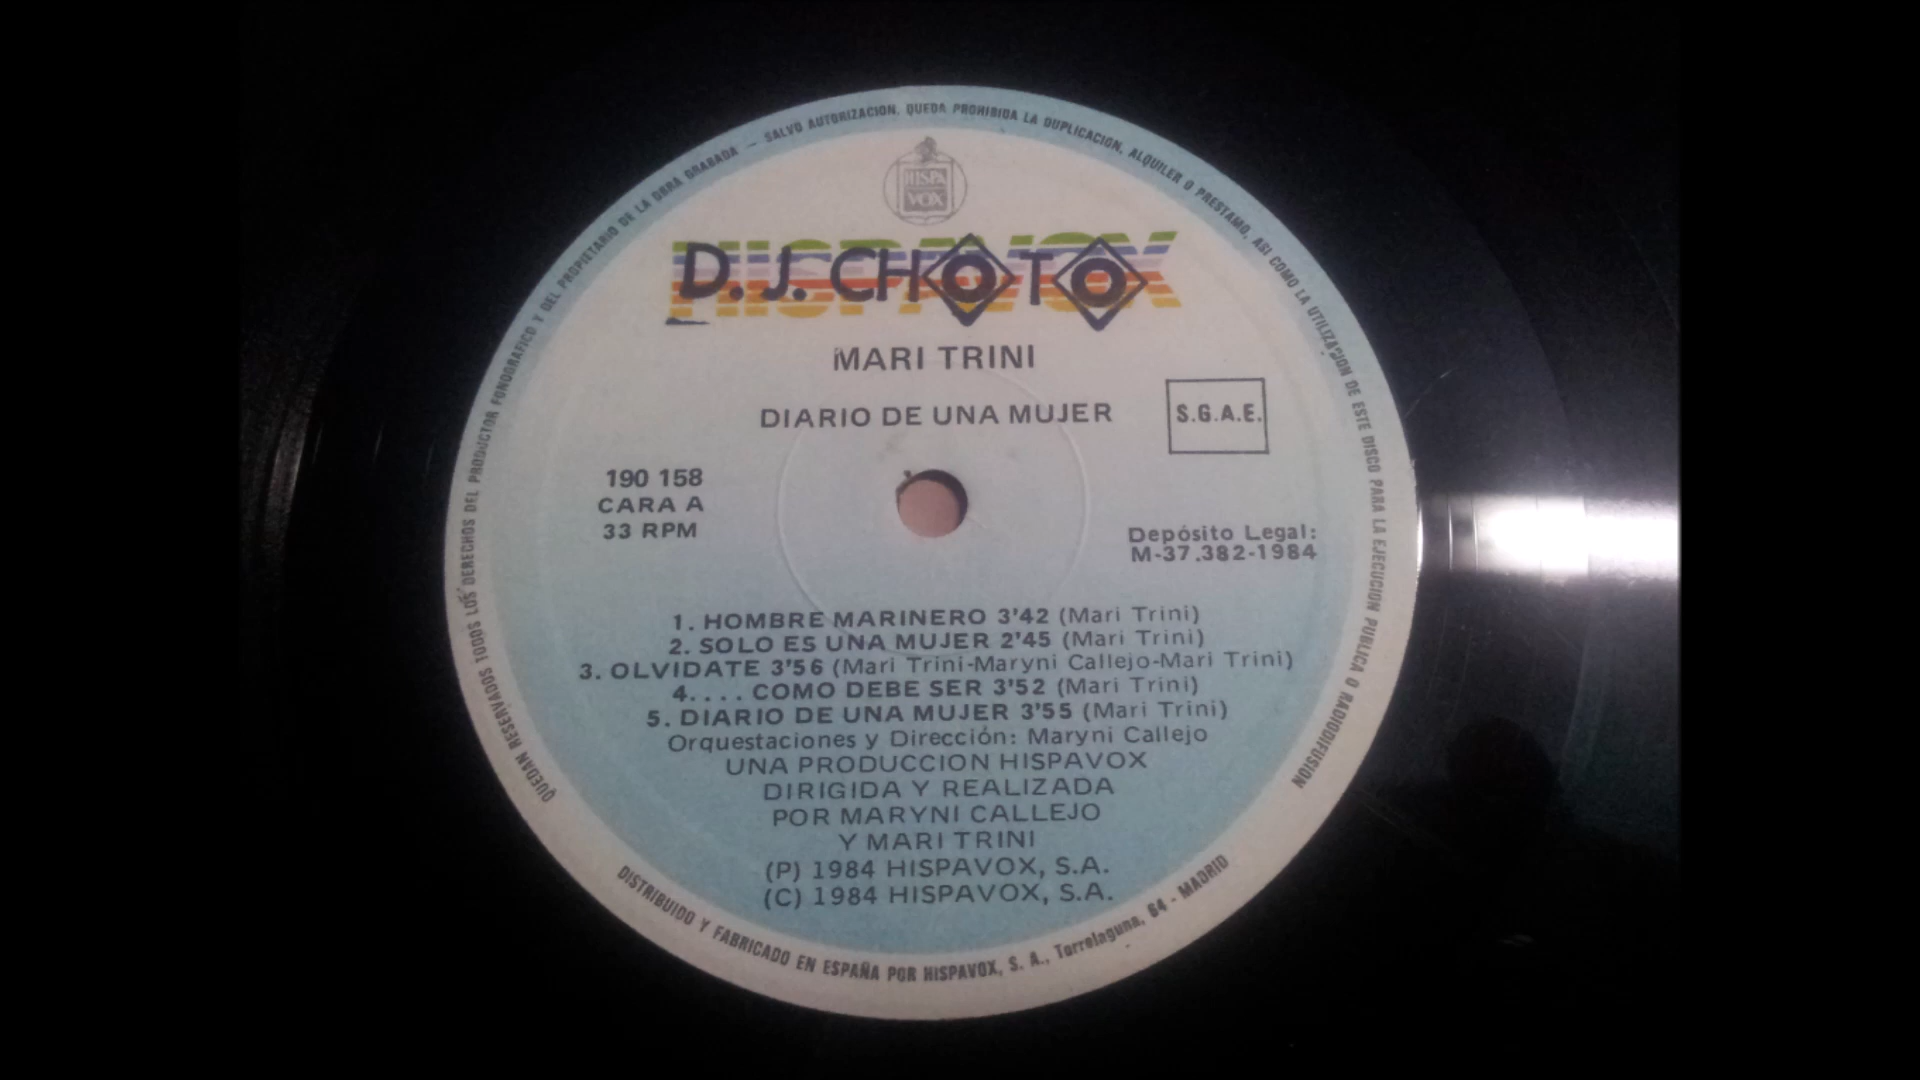 QUEDAN RESERVADOS TODOS LOS DERECHOS DEL PRODUCTOR FONOGRAFICO Y DEL PROPIETARIO DE LA OBRA GRABADA — SALVO AUTORIZACION, QUEDA PROHIBIDA LA DUPLICACION, ALQUILER O PRESTAMO, ASI COMO LA UTILIZACION DE ESTE DISCO PARA LA EJECUCION PUBLICA O RADIODIFUSION
HISPA
VOX
HISPAVOX
D.J. CHOTO
MARI TRINI
DIARIO DE UNA MUJER
S.G.A.E.
190 158
CARA A
33 RPM
Depósito Legal:
M-37.382-1984
1. HOMBRE MARINERO 3'42 (Mari Trini)
2. SOLO ES UNA MUJER 2'45 (Mari Trini)
3. OLVIDATE 3'56 (Mari Trini-Maryni Callejo-Mari Trini)
4.... COMO DEBE SER 3'52 (Mari Trini)
5. DIARIO DE UNA MUJER 3'55 (Mari Trini)
Orquestaciones y Dirección: Maryni Callejo
UNA PRODUCCION HISPAVOX
DIRIGIDA Y REALIZADA
POR MARYNI CALLEJO
Y MARI TRINI
(P) 1984 HISPAVOX, S.A.
(C) 1984 HISPAVOX, S.A.
DISTRIBUIDO Y FABRICADO EN ESPAÑA POR HISPAVOX, S. A., Torrelaguna, 64 - MADRID